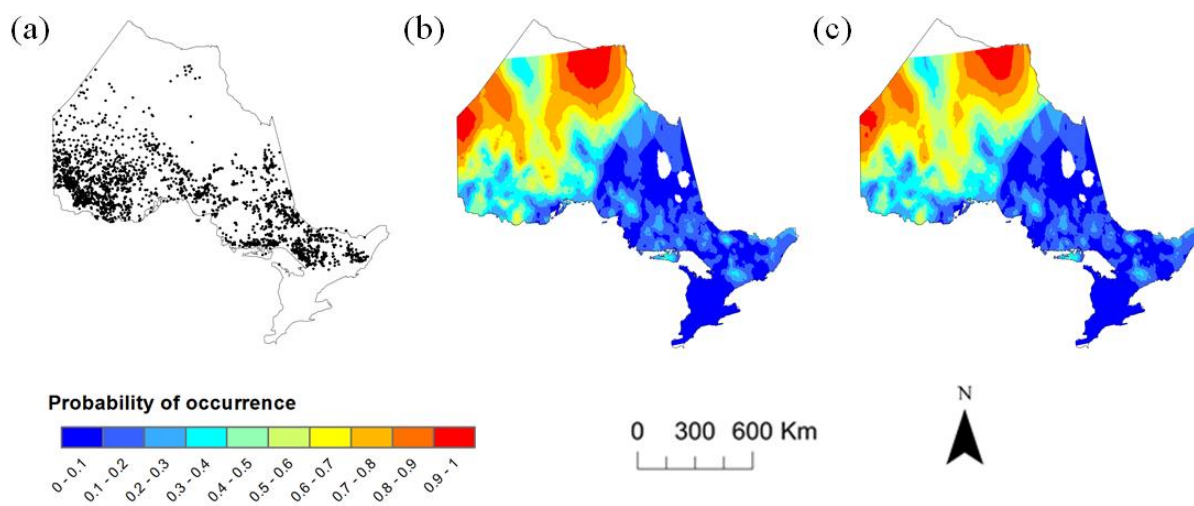 (a)
(b)
(c)
Probability of occurrence
0 - 0.1
0.1 - 0.2
0.2 - 0.3
0.3 - 0.4
0.4 - 0.5
0.5 - 0.6
0.6 - 0.7
0.7 - 0.8
0.8 - 0.9
0.9 - 1
0 300 600 Km
N